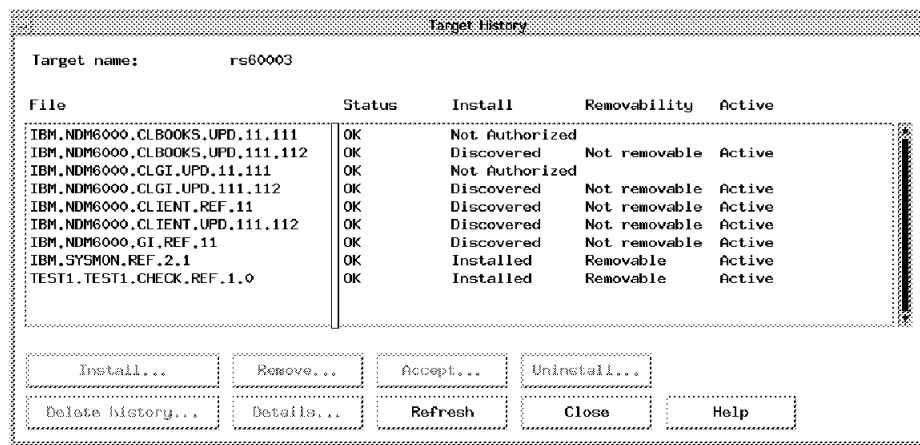 Target History
Target name: rs60003
File Status Install Removability Active
IBM.NDM6000.CLBOOKS.UPD.11.111 OK Not Authorized
IBM.NDM6000.CLBOOKS.UPD.111.112 OK Discovered Not removable Active
IBM.NDM6000.CLGI.UPD.11.111 OK Not Authorized
IBM.NDM6000.CLGI.UPD.111.112 OK Discovered Not removable Active
IBM.NDM6000.CLIENT.REF.11 OK Discovered Not removable Active
IBM.NDM6000.CLIENT.UPD.111.112 OK Discovered Not removable Active
IBM.NDM6000.GI.REF.11 OK Discovered Not removable Active
IBM.SYSMON.REF.2.1 OK Installed Removable Active
TEST1.TEST1.CHECK.REF.1.0 OK Installed Removable Active
Install... Remove... Accept... Uninstall...
Delete history... Details... Refresh Close Help